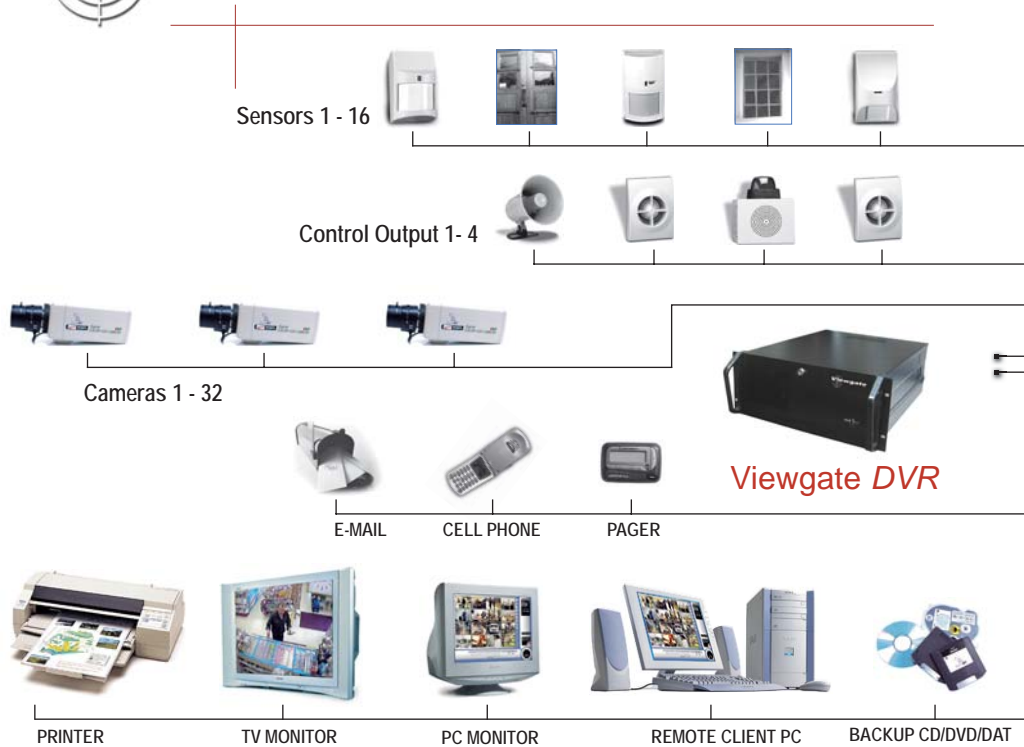 Sensors 1 - 16
Control Output 1- 4
Cameras 1 - 32
Viewgate
Viewgate DVR
E-MAIL
CELL PHONE
PAGER
PRINTER
TV MONITOR
PC MONITOR
REMOTE CLIENT PC
BACKUP CD/DVD/DAT